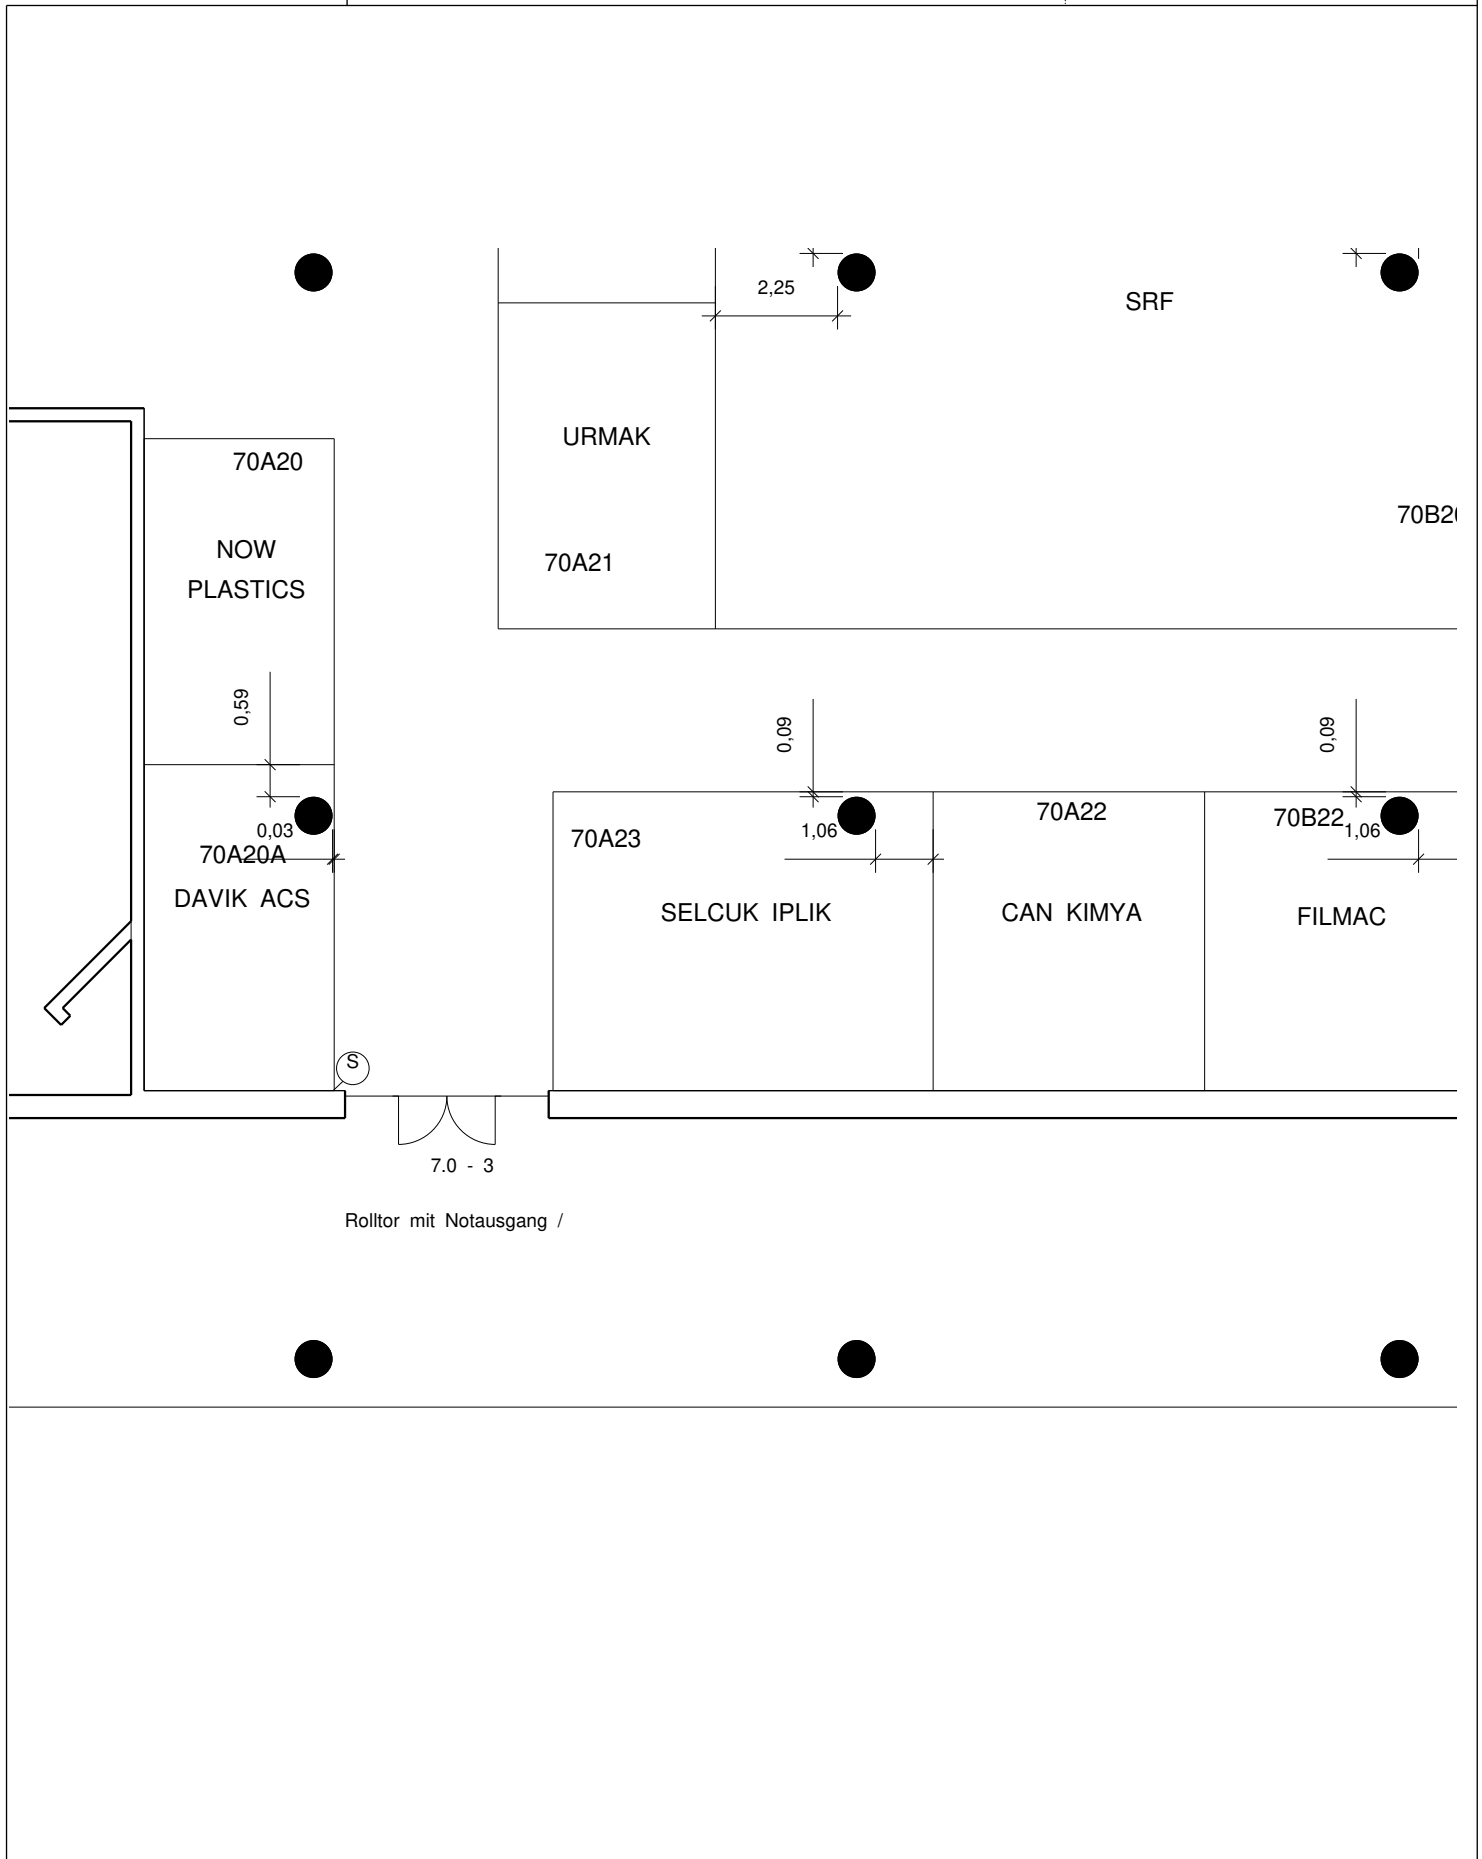 2,25
SRF
URMAK
70A20
70B20
NOW
PLASTICS
70A21
0,59
0,09
0,09
70A22
70B22
0,03
1,06
1,06
70A23
70A20A
DAVIK ACS
SELCUK IPLIK
CAN KIMYA
FILMAC
S
7.0 - 3
Rolltor mit Notausgang /